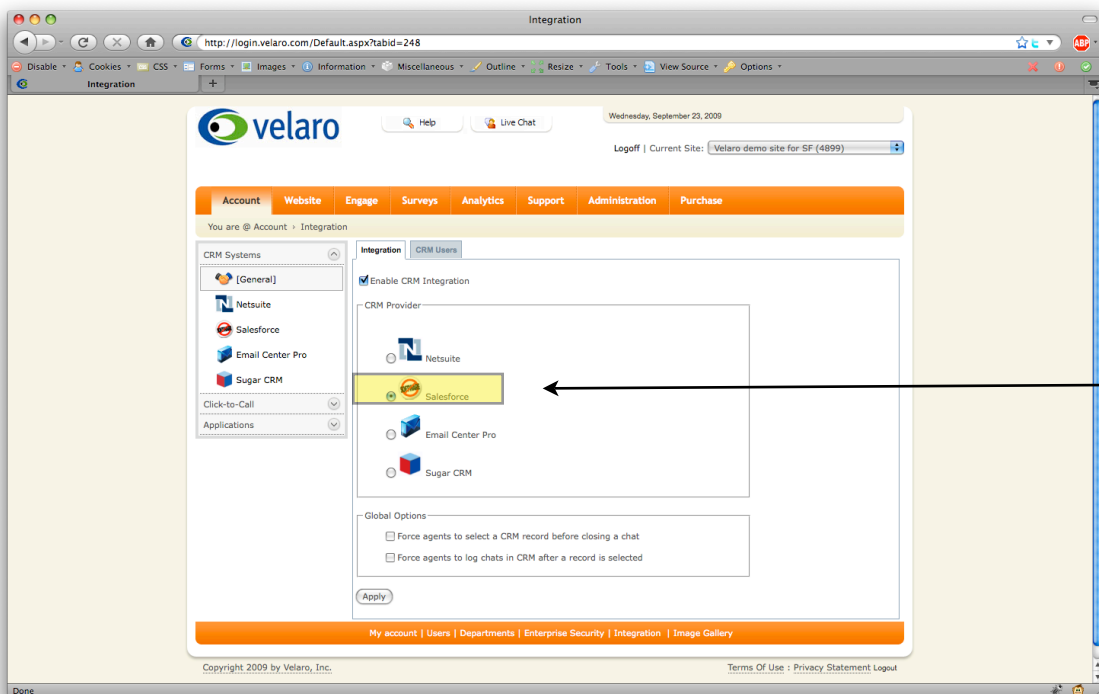 Integration
http://login.velaro.com/Default.aspx?tabid=248
ABP
Disable Cookies CSS Forms Images Information Miscellaneous Outline Resize Tools View Source Options
Integration
velaro
Help
Live Chat
Wednesday, September 23, 2009
Logoff | Current Site: Velaro demo site for SF (4899)
Account Website Engage Surveys Analytics Support Administration Purchase
You are @ Account › Integration
CRM Systems
[General]
Netsuite
Salesforce
Email Center Pro
Sugar CRM
Click-to-Call
Applications
Integration CRM Users
Enable CRM Integration
CRM Provider
Netsuite
Salesforce
Email Center Pro
Sugar CRM
Global Options
Force agents to select a CRM record before closing a chat
Force agents to log chats in CRM after a record is selected
Apply
My account | Users | Departments | Enterprise Security | Integration | Image Gallery
Copyright 2009 by Velaro, Inc.
Terms Of Use : Privacy Statement Logout
Done